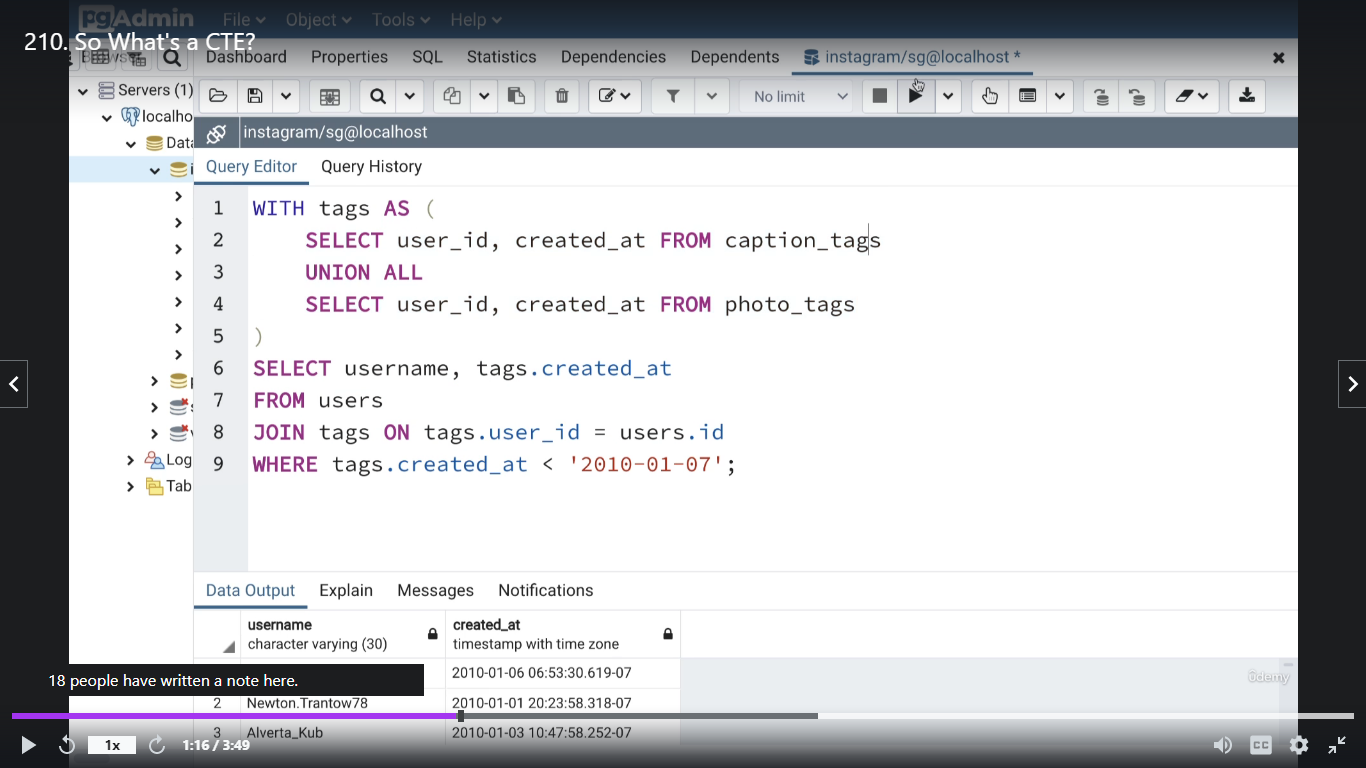 pgAdmin File Object Tools Help
210. So What's a CTE?
Dashboard Properties SQL Statistics Dependencies Dependents instagram/sg@localhost *
Servers (1)
No limit
localho
instagram/sg@localhost
Data
Query Editor Query History
1 WITH tags AS (
2 SELECT user_id, created_at FROM caption_tags
3 UNION ALL
4 SELECT user_id, created_at FROM photo_tags
5 )
6 SELECT username, tags.created_at
7 FROM users
8 JOIN tags ON tags.user_id = users.id
9 WHERE tags.created_at < '2010-01-07';
Log
Tab
Data Output Explain Messages Notifications
username created_at
character varying (30) timestamp with time zone
2010-01-06 06:53:30.619-07
18 people have written a note here.
ûdemy
2 Newton.Trantow78 2010-01-01 20:23:58.318-07
3 Alverta_Kub 2010-01-03 10:47:58.252-07
1x 1:16 / 3:49 CC